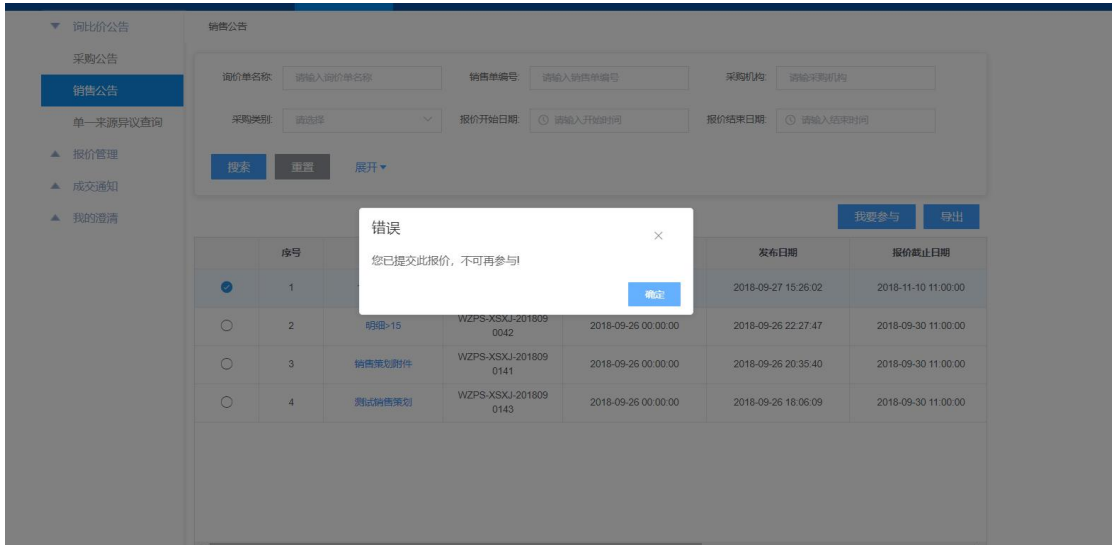 询比价公告
采购公告
销售公告
单一来源异议查询
报价管理
成交通知
我的澄清
销售公告
询价单名称: 请输入询价单名称 销售单编号: 请输入销售单编号 采购机构: 请输采购机构
采购类别: 请选择 报价开始日期: 请输入开始时间 报价结束日期: 请输入结束时间
搜索 重置 展开
我要参与 导出
序号 发布日期 报价截止日期
错误
您已提交此报价,不可再参与!
确定
1 2018-09-27 15:26:02 2018-11-10 11:00:00
2 明细>15 WZPS-XSXJ-201809
0042 2018-09-26 00:00:00 2018-09-26 22:27:47 2018-09-30 11:00:00
3 销售策划附件 WZPS-XSXJ-201809
0141 2018-09-26 00:00:00 2018-09-26 20:35:40 2018-09-30 11:00:00
4 测试销售策划 WZPS-XSXJ-201809
0143 2018-09-26 00:00:00 2018-09-26 18:06:09 2018-09-30 11:00:00